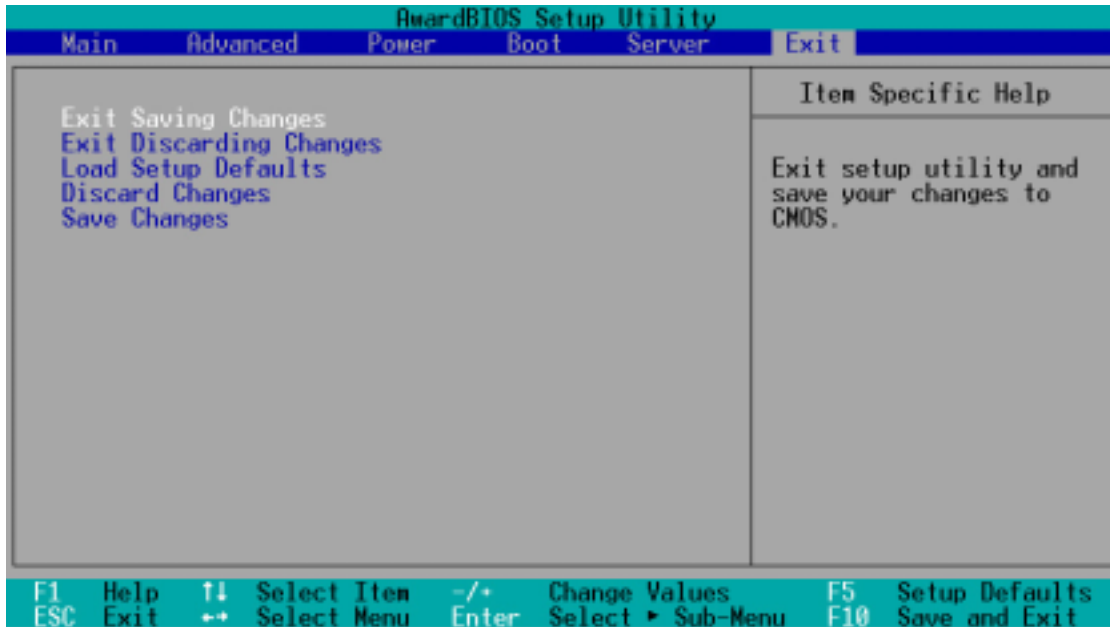 AwardBIOS Setup Utility
Main Advanced Power Boot Server Exit
Item Specific Help
Exit Saving Changes
Exit Discarding Changes
Load Setup Defaults
Discard Changes
Save Changes
Exit setup utility and
save your changes to
CMOS.
F1 Help ↑↓ Select Item -/+ Change Values F5 Setup Defaults
ESC Exit ←→ Select Menu Enter Select ► Sub-Menu F10 Save and Exit